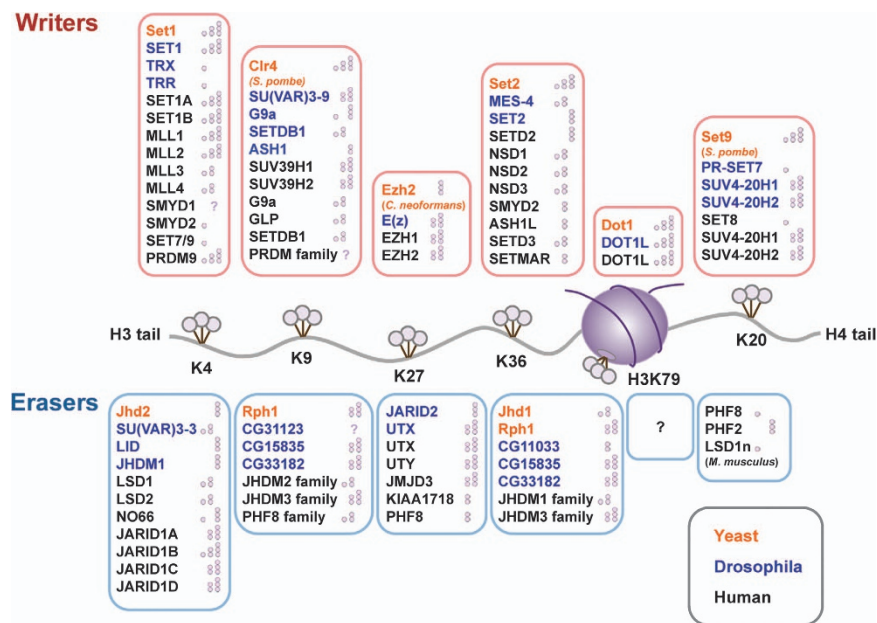 Writers
Set1
SET1
TRX
TRR
SET1A
SET1B
MLL1
MLL2
MLL3
MLL4
SMYD1 ?
SMYD2
SET7/9
PRDM9
Clr4
(S. pombe)
SU(VAR)3-9
G9a
SETDB1
ASH1
SUV39H1
SUV39H2
G9a
GLP
SETDB1
PRDM family ?
Ezh2
(C. neoformans)
E(z)
EZH1
EZH2
Set2
MES-4
SET2
SETD2
NSD1
NSD2
NSD3
SMYD2
ASH1L
SETD3
SETMAR
Dot1
DOT1L
DOT1L
Set9
(S. pombe)
PR-SET7
SUV4-20H1
SUV4-20H2
SET8
SUV4-20H1
SUV4-20H2
H3 tail
K4
K9
K27
K36
H3K79
K20
H4 tail
Erasers
Jhd2
SU(VAR)3-3
LID
JHDM1
LSD1
LSD2
NO66
JARID1A
JARID1B
JARID1C
JARID1D
Rph1
CG31123 ?
CG15835
CG33182
JHDM2 family
JHDM3 family
PHF8 family
JARID2
UTX
UTX
UTY
JMJD3
KIAA1718
PHF8
Jhd1
Rph1
CG11033
CG15835
CG33182
JHDM1 family
JHDM3 family
?
PHF8
PHF2
LSD1n
(M. musculus)
Yeast
Drosophila
Human